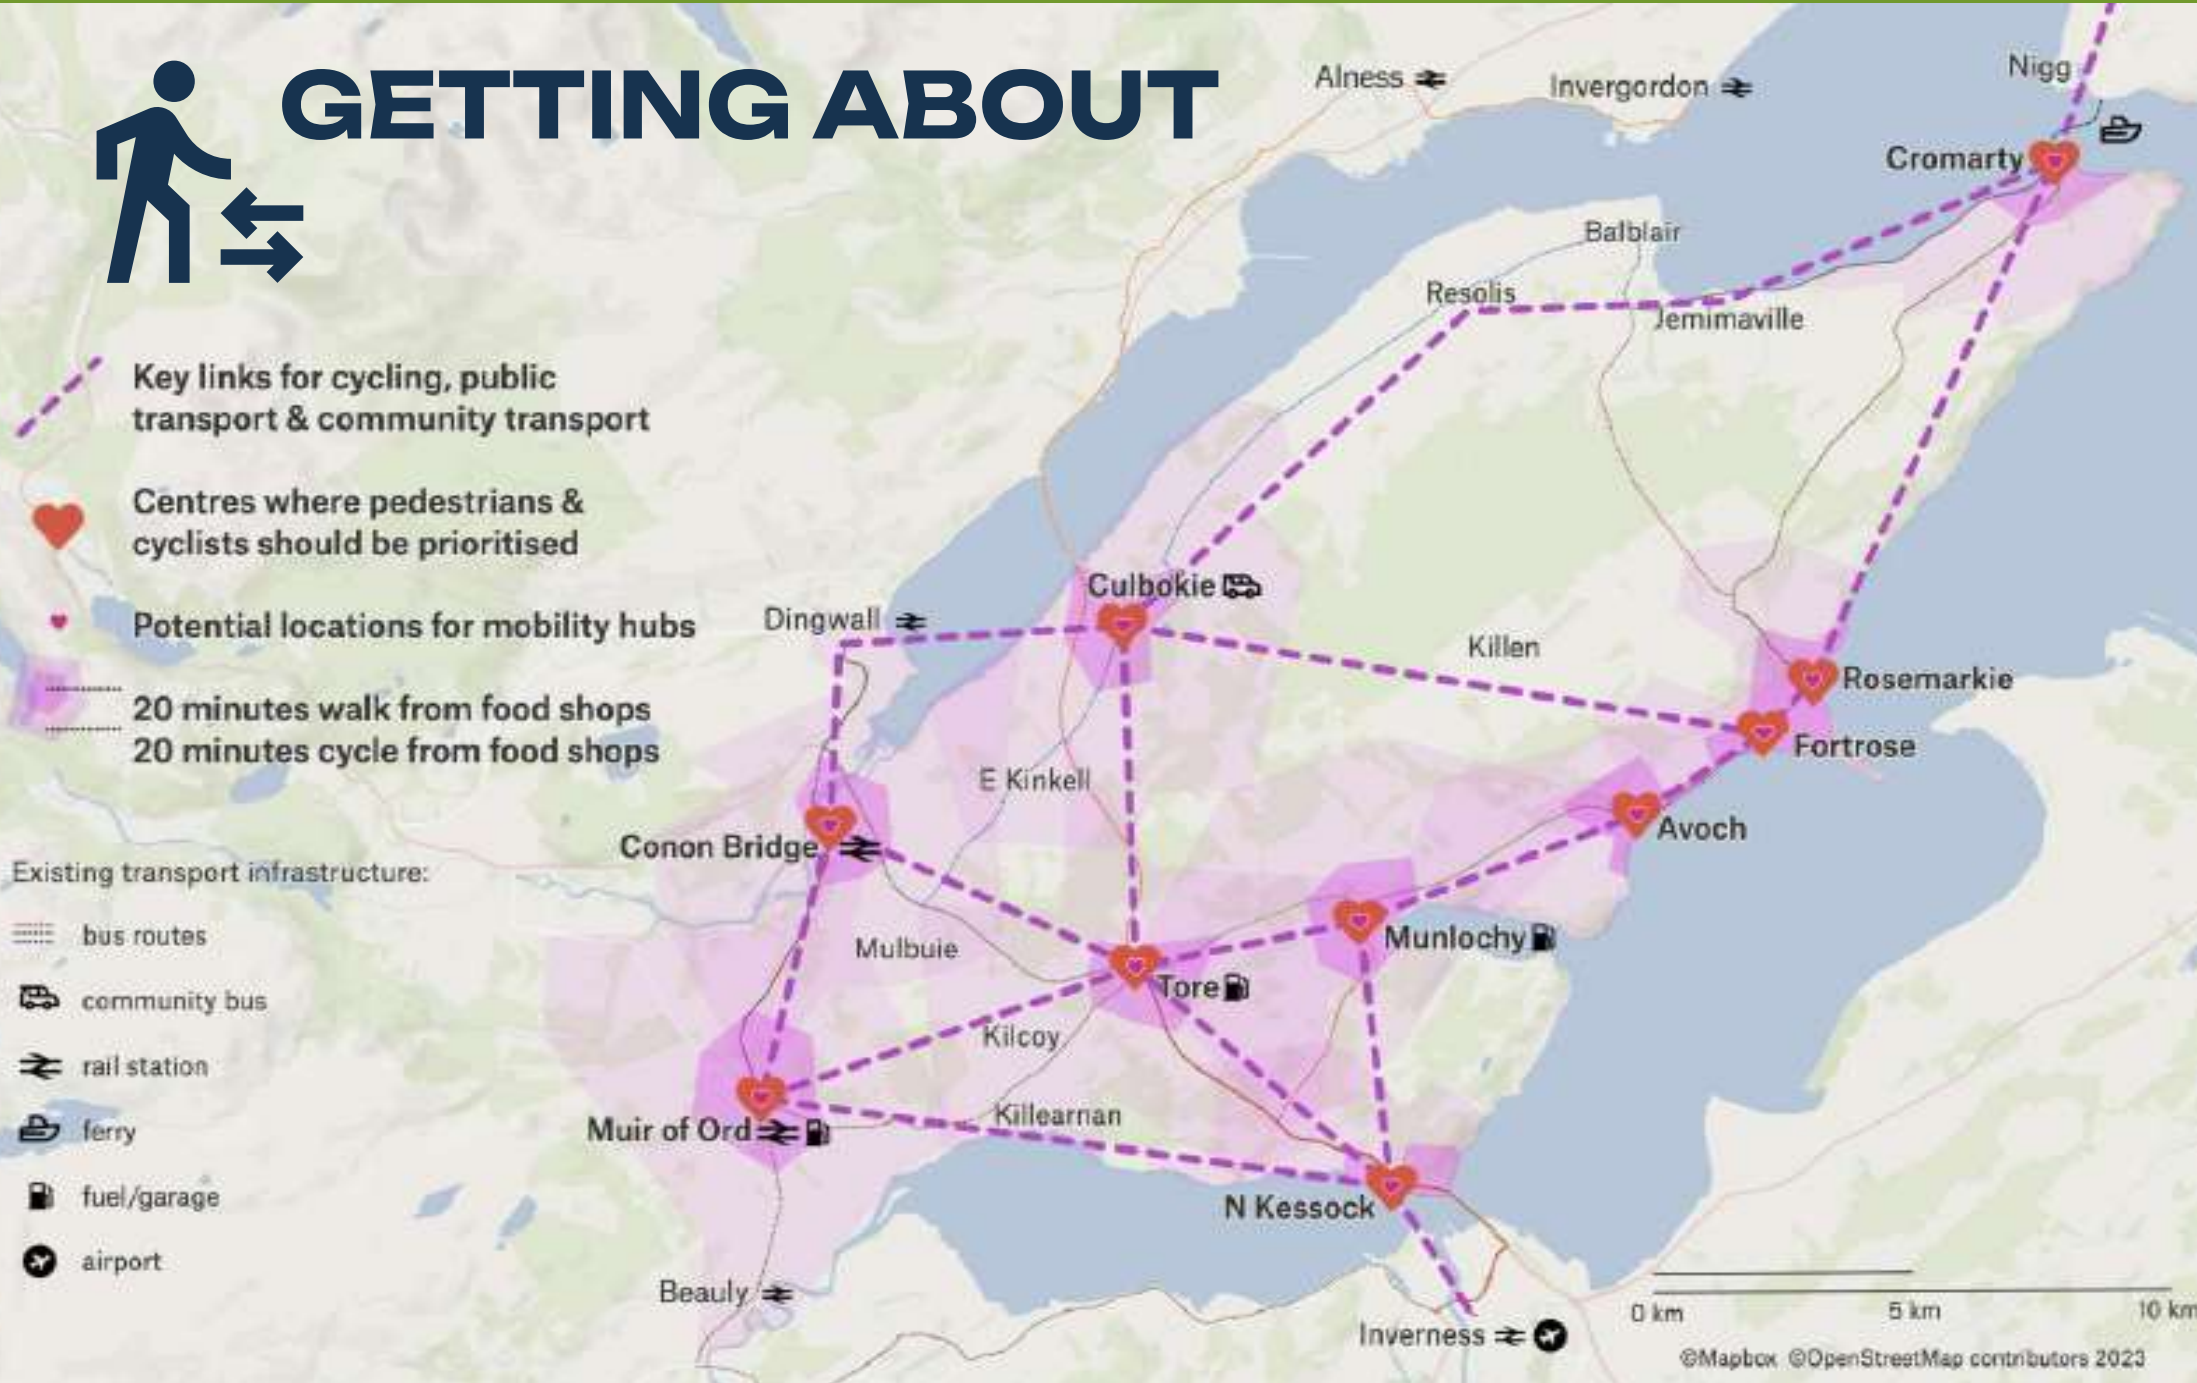 GETTING ABOUT
Key links for cycling, public
transport & community transport
Centres where pedestrians &
cyclists should be prioritised
Potential locations for mobility hubs
20 minutes walk from food shops
20 minutes cycle from food shops
Existing transport infrastructure:
bus routes
community bus
rail station
ferry
fuel/garage
airport
Alness
Invergordon
Nigg
Cromarty
Balblair
Resolis
Jemimaville
Culbokie
Dingwall
Killen
Rosemarkie
Fortrose
E Kinkell
Avoch
Conon Bridge
Munlochy
Mulbuie
Tore
Kilcoy
Killearnan
Muir of Ord
N Kessock
Beauly
Inverness
0 km
5 km
10 km
©Mapbox ©OpenStreetMap contributors 2023